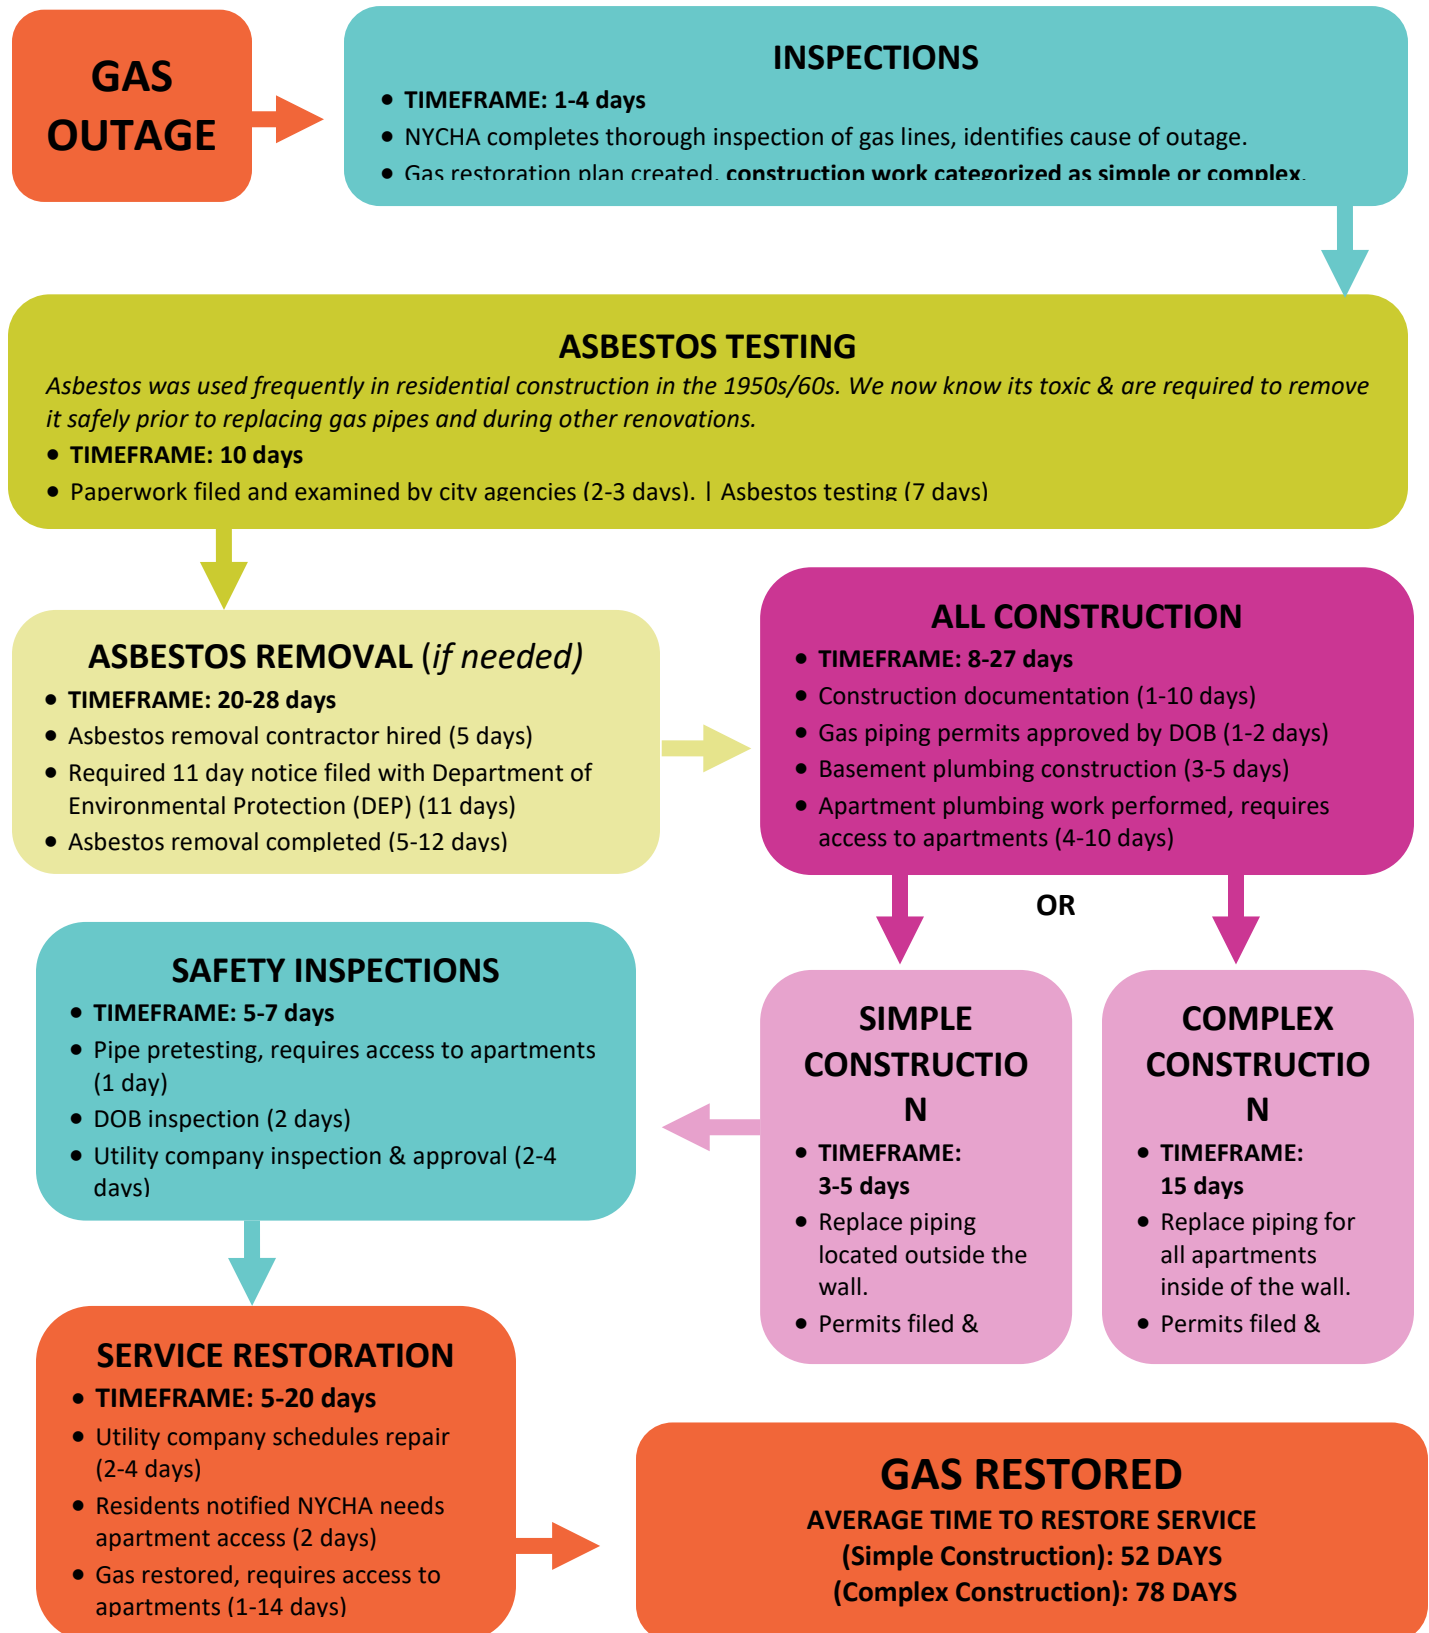 GAS
OUTAGE
INSPECTIONS
• TIMEFRAME: 1-4 days
• NYCHA completes thorough inspection of gas lines, identifies cause of outage.
• Gas restoration plan created, construction work categorized as simple or complex.
ASBESTOS TESTING
Asbestos was used frequently in residential construction in the 1950s/60s. We now know its toxic & are required to remove
it safely prior to replacing gas pipes and during other renovations.
• TIMEFRAME: 10 days
• Paperwork filed and examined by city agencies (2-3 days). | Asbestos testing (7 days)
ASBESTOS REMOVAL (if needed)
• TIMEFRAME: 20-28 days
• Asbestos removal contractor hired (5 days)
• Required 11 day notice filed with Department of
Environmental Protection (DEP) (11 days)
• Asbestos removal completed (5-12 days)
ALL CONSTRUCTION
• TIMEFRAME: 8-27 days
• Construction documentation (1-10 days)
• Gas piping permits approved by DOB (1-2 days)
• Basement plumbing construction (3-5 days)
• Apartment plumbing work performed, requires
access to apartments (4-10 days)
OR
SIMPLE
CONSTRUCTIO
N
• TIMEFRAME:
3-5 days
• Replace piping
located outside the
wall.
• Permits filed &
COMPLEX
CONSTRUCTIO
N
• TIMEFRAME:
15 days
• Replace piping for
all apartments
inside of the wall.
• Permits filed &
SAFETY INSPECTIONS
• TIMEFRAME: 5-7 days
• Pipe pretesting, requires access to apartments
(1 day)
• DOB inspection (2 days)
• Utility company inspection & approval (2-4
days)
SERVICE RESTORATION
• TIMEFRAME: 5-20 days
• Utility company schedules repair
(2-4 days)
• Residents notified NYCHA needs
apartment access (2 days)
• Gas restored, requires access to
apartments (1-14 days)
GAS RESTORED
AVERAGE TIME TO RESTORE SERVICE
(Simple Construction): 52 DAYS
(Complex Construction): 78 DAYS